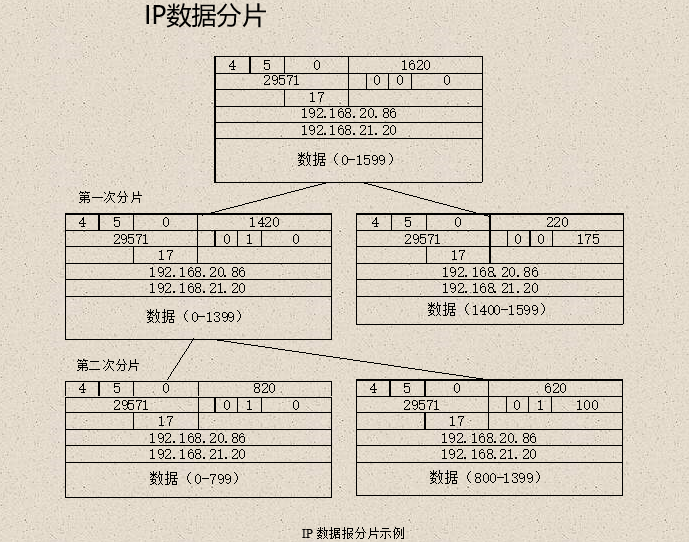 IP数据分片
4 5 0 1620
29571 0 0 0
17
192.168.20.86
192.168.21.20
数据（0-1599）
第一次分片
4 5 0 1420
29571 0 1 0
17
192.168.20.86
192.168.21.20
数据（0-1399）
4 5 0 220
29571 0 0 175
17
192.168.20.86
192.168.21.20
数据（1400-1599）
第二次分片
4 5 0 820
29571 0 1 0
17
192.168.20.86
192.168.21.20
数据（0-799）
4 5 0 620
29571 0 1 100
17
192.168.20.86
192.168.21.20
数据（800-1399）
IP 数据报分片示例